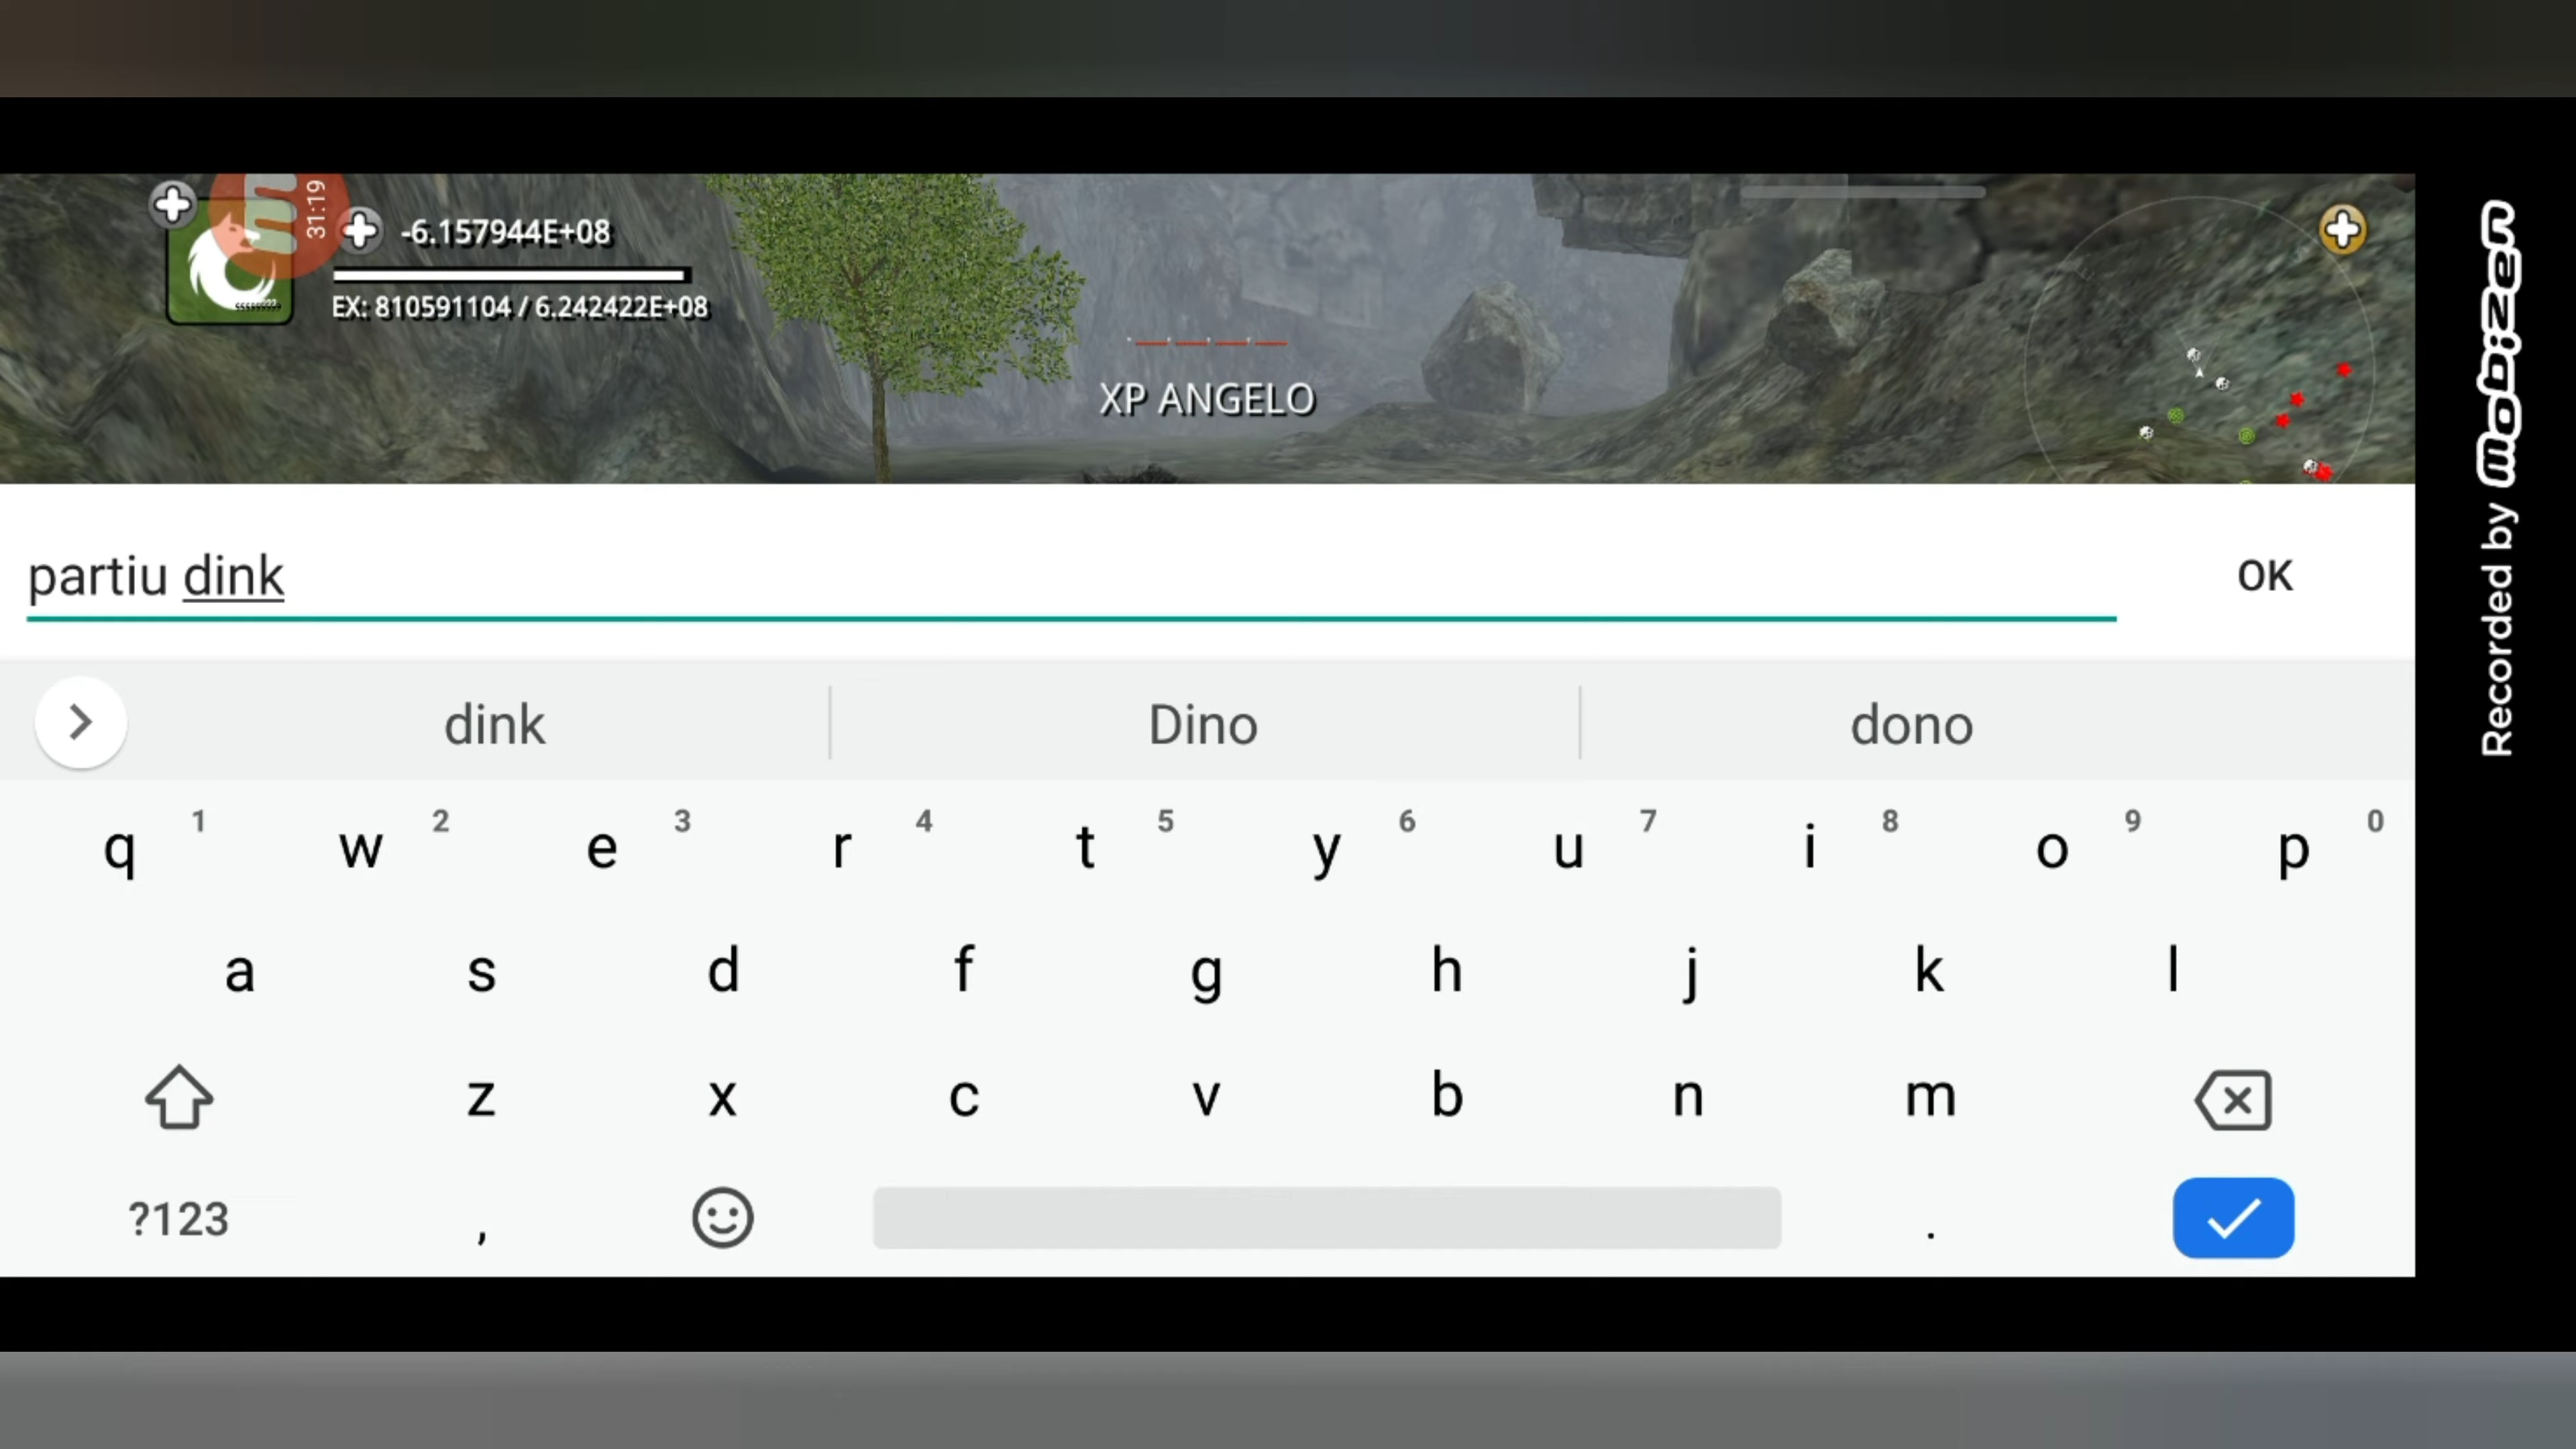 31:19
-6.157944E+08
EX: 810591104 / 6.242422E+08
XP ANGELO
partiu dink
OK
dink Dino dono
q 1 w 2 e 3 r 4 t 5 y 6 u 7 i 8 o 9 p 0
a s d f g h j k l
z x c v b n m
?123 , .
Recorded by mobizen